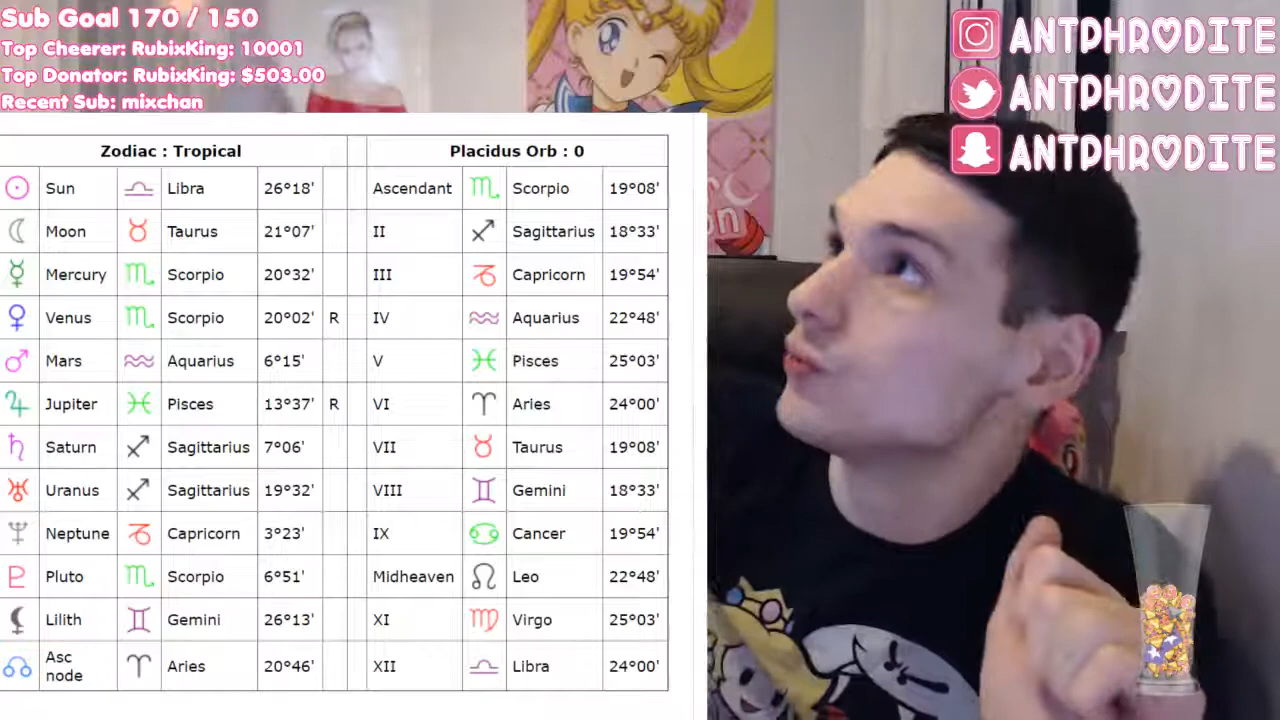 Sub Goal 170 / 150
Top Cheerer: RubixKing: 10001
Top Donator: RubixKing: $503.00
Recent Sub: mixchan
ANTPHRODITE
ANTPHRODITE
ANTPHRODITE
Zodiac : Tropical Placidus Orb : 0
Sun Libra 26°18' Ascendant Scorpio 19°08'
Moon Taurus 21°07' II Sagittarius 18°33'
Mercury Scorpio 20°32' III Capricorn 19°54'
Venus Scorpio 20°02' R IV Aquarius 22°48'
Mars Aquarius 6°15' V Pisces 25°03'
Jupiter Pisces 13°37' R VI Aries 24°00'
Saturn Sagittarius 7°06' VII Taurus 19°08'
Uranus Sagittarius 19°32' VIII Gemini 18°33'
Neptune Capricorn 3°23' IX Cancer 19°54'
Pluto Scorpio 6°51' Midheaven Leo 22°48'
Lilith Gemini 26°13' XI Virgo 25°03'
Asc node Aries 20°46' XII Libra 24°00'